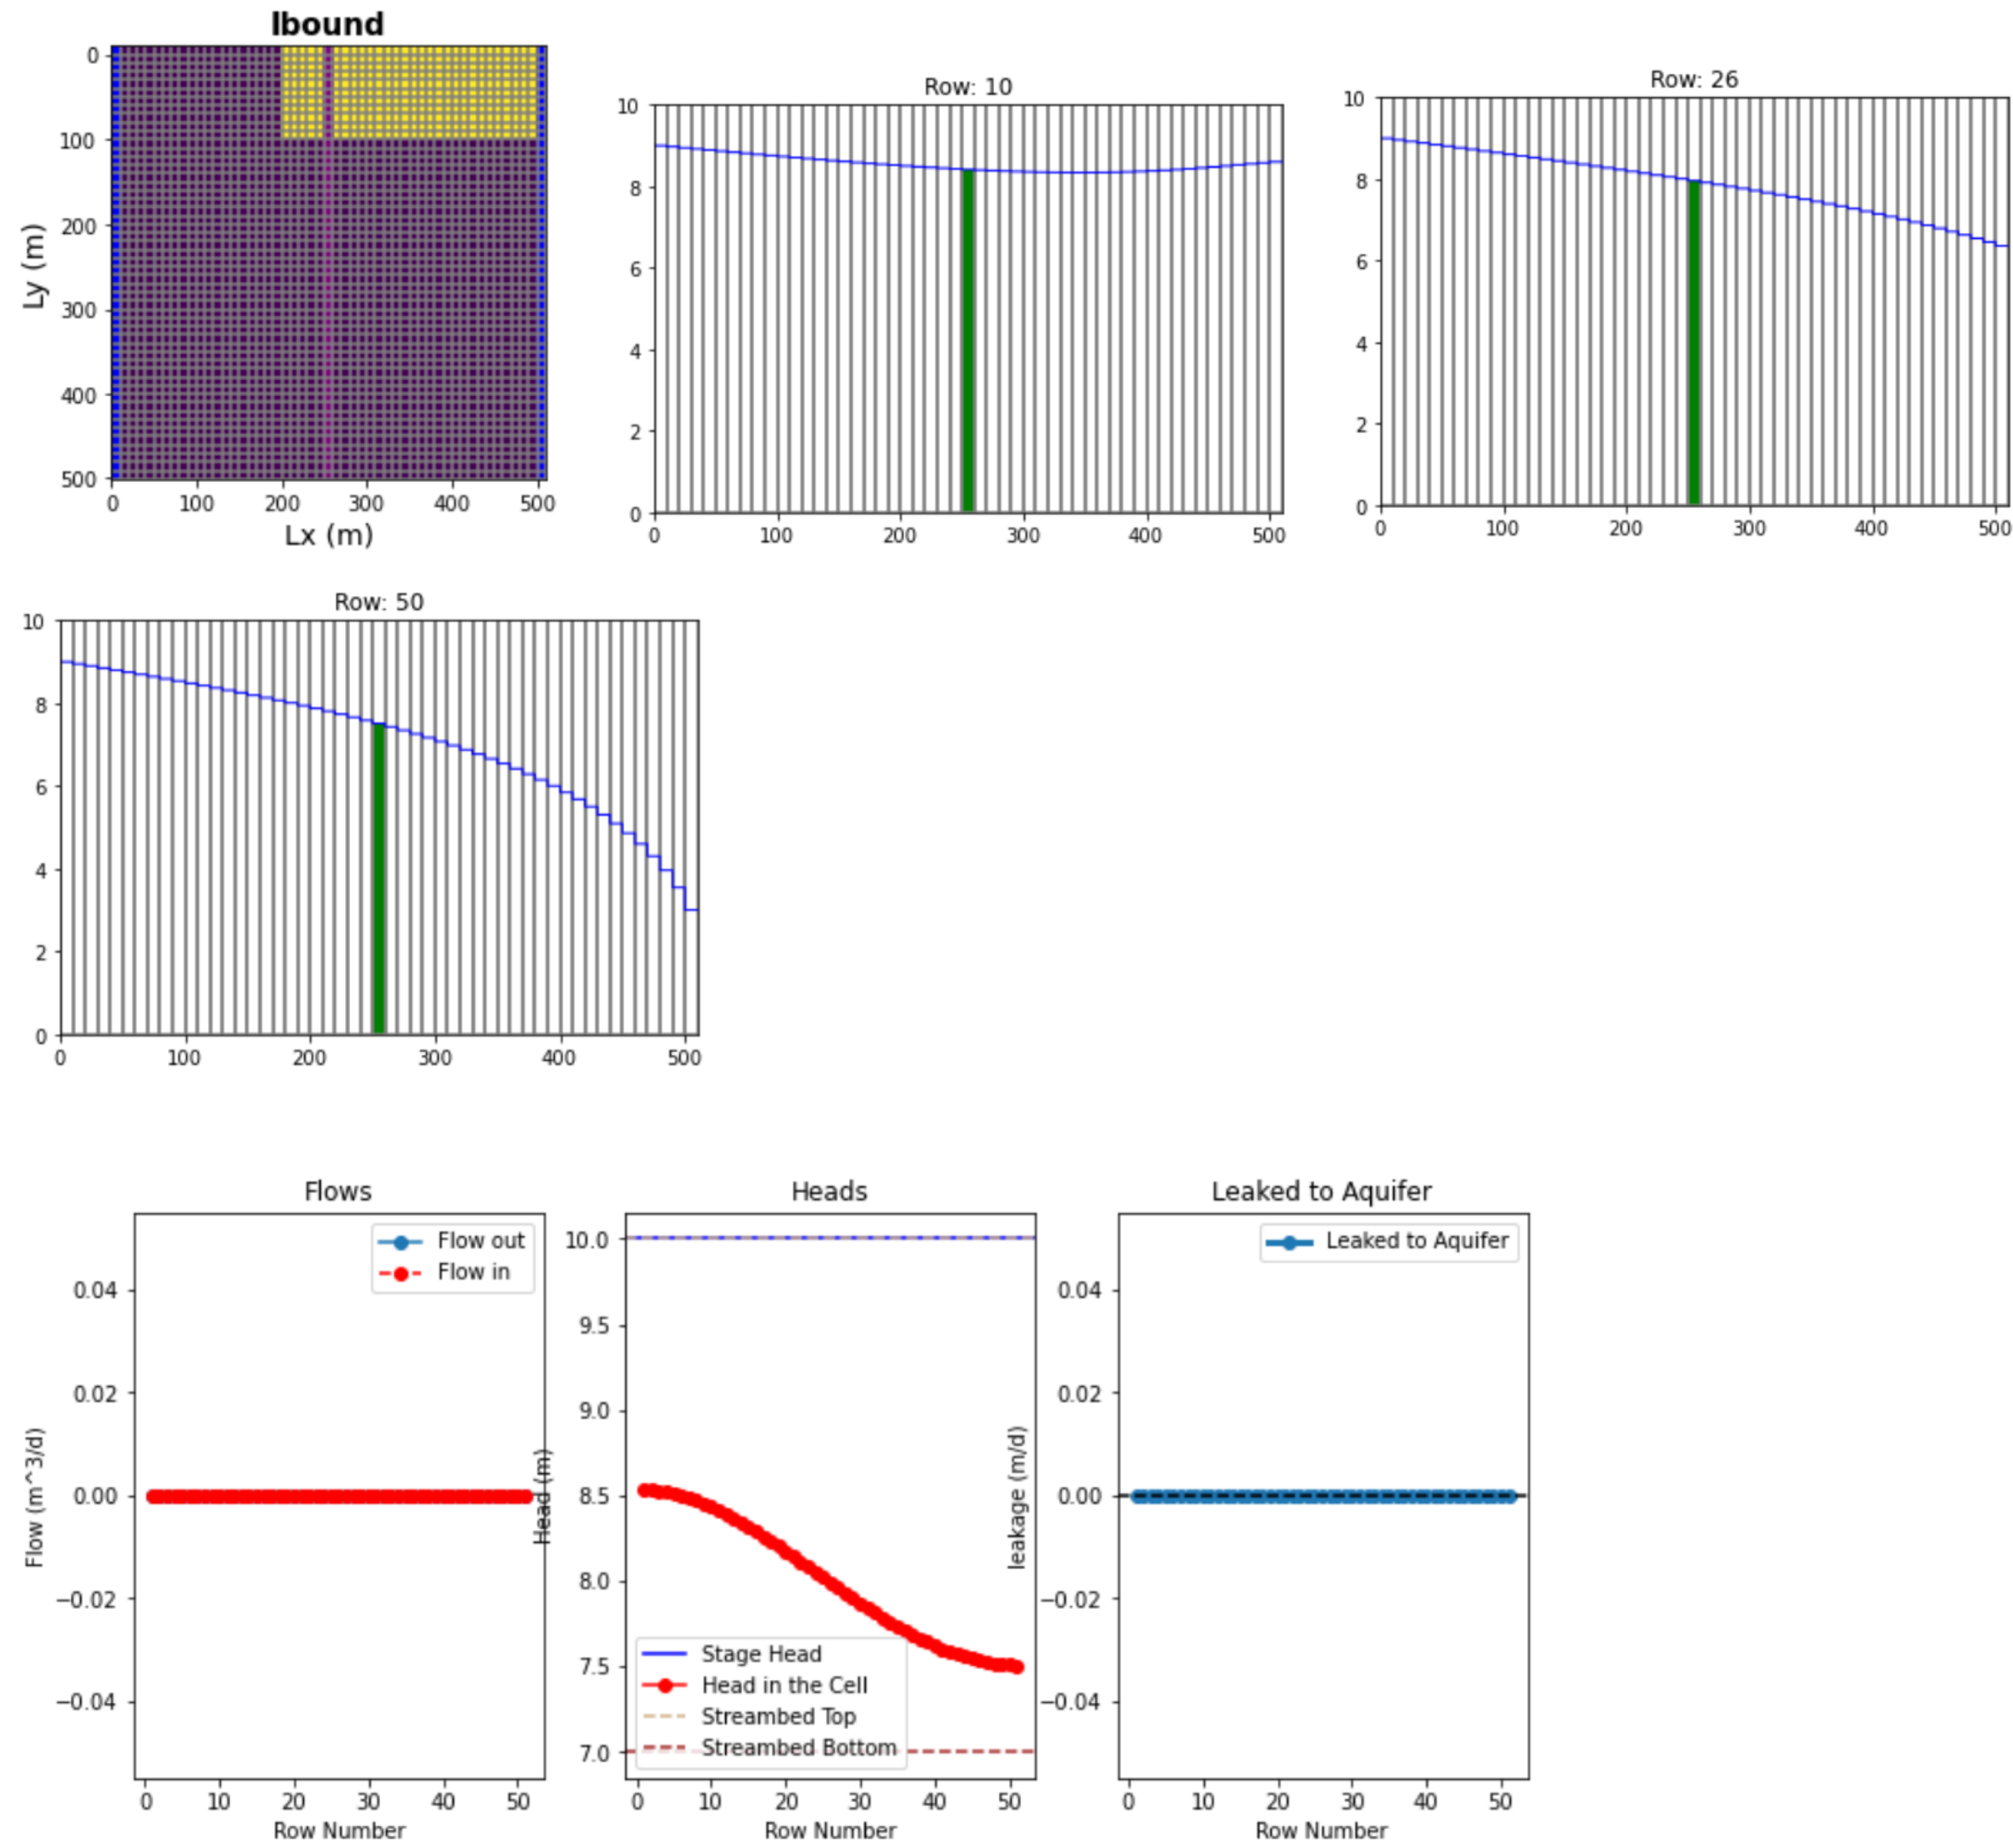 Ibound
0
100
200
300
400
500
Ly (m)
0 100 200 300 400 500
Lx (m)
Row: 10
10
8
6
4
2
0
0 100 200 300 400 500
Row: 26
10
8
6
4
2
0
0 100 200 300 400 500
Row: 50
10
8
6
4
2
0
0 100 200 300 400 500
Flows
Flow out
Flow in
0.04
0.02
0.00
−0.02
−0.04
Flow (m^3/d)
0 10 20 30 40 50
Row Number
Heads
10.0
9.5
9.0
8.5
8.0
7.5
7.0
Head (m)
Stage Head
Head in the Cell
Streambed Top
Streambed Bottom
0 10 20 30 40 50
Row Number
Leaked to Aquifer
Leaked to Aquifer
0.04
0.02
0.00
−0.02
−0.04
leakage (m/d)
0 10 20 30 40 50
Row Number